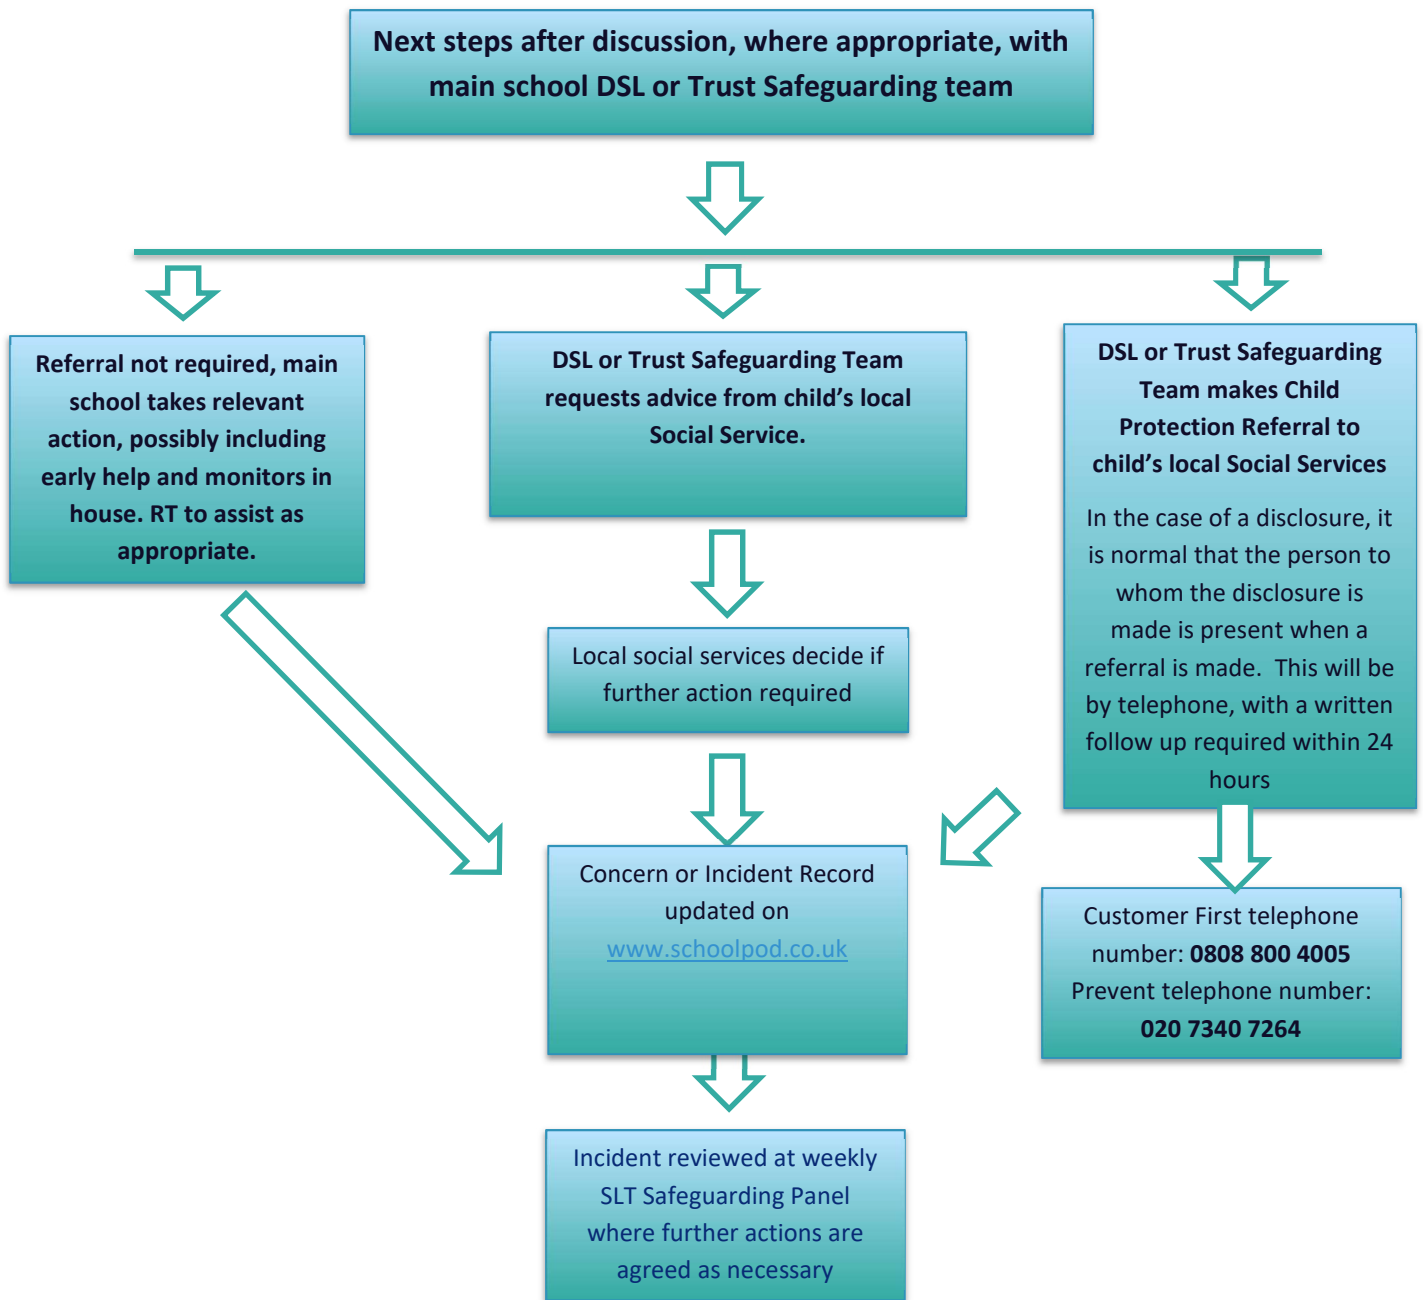 Next steps after discussion, where appropriate, with
main school DSL or Trust Safeguarding team
Referral not required, main
school takes relevant
action, possibly including
early help and monitors in
house. RT to assist as
appropriate.
DSL or Trust Safeguarding Team
requests advice from child’s local
Social Service.
DSL or Trust Safeguarding
Team makes Child
Protection Referral to
child’s local Social Services
In the case of a disclosure, it
is normal that the person to
whom the disclosure is
made is present when a
referral is made. This will be
by telephone, with a written
follow up required within 24
hours
Local social services decide if
further action required
Concern or Incident Record
updated on
www.schoolpod.co.uk
Customer First telephone
number: 0808 800 4005
Prevent telephone number:
020 7340 7264
Incident reviewed at weekly
SLT Safeguarding Panel
where further actions are
agreed as necessary